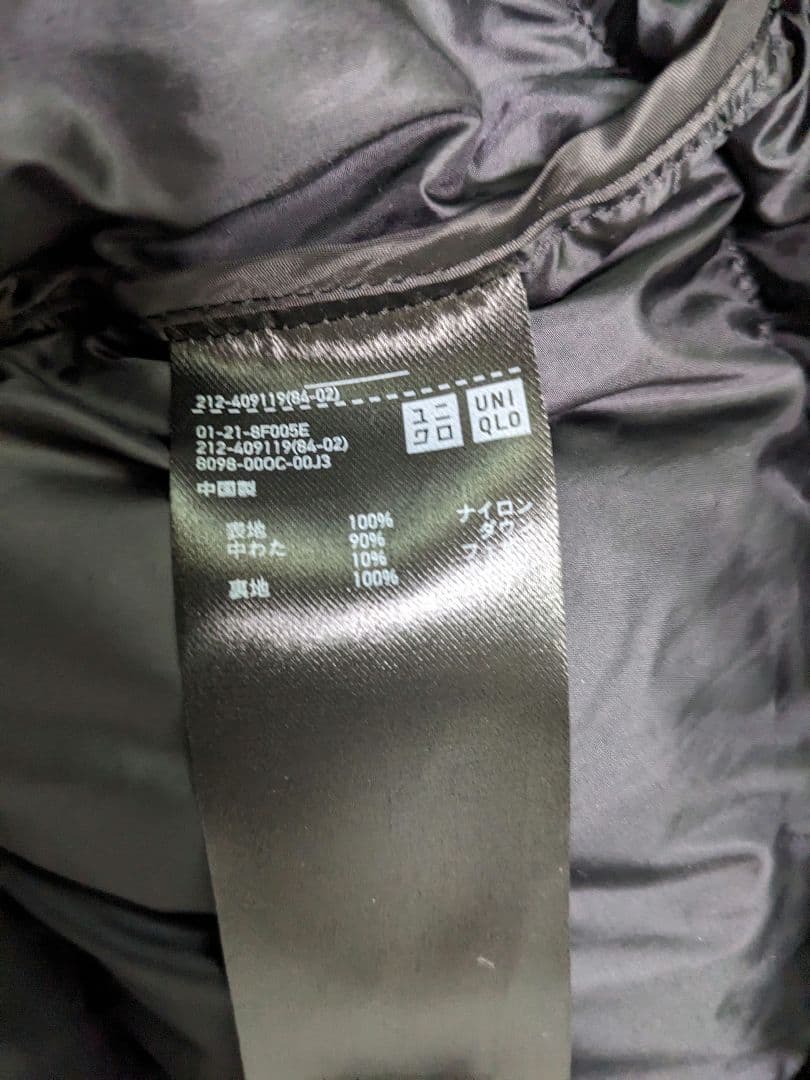 212-409119(84-02)
ユニクロ
UNI
QLO
01-21-8F005E
212-409119(84-02)
8098-000C-00J3
中国製
表地 100% ナイロン
中わた 90% ダウン
10%
裏地 100%